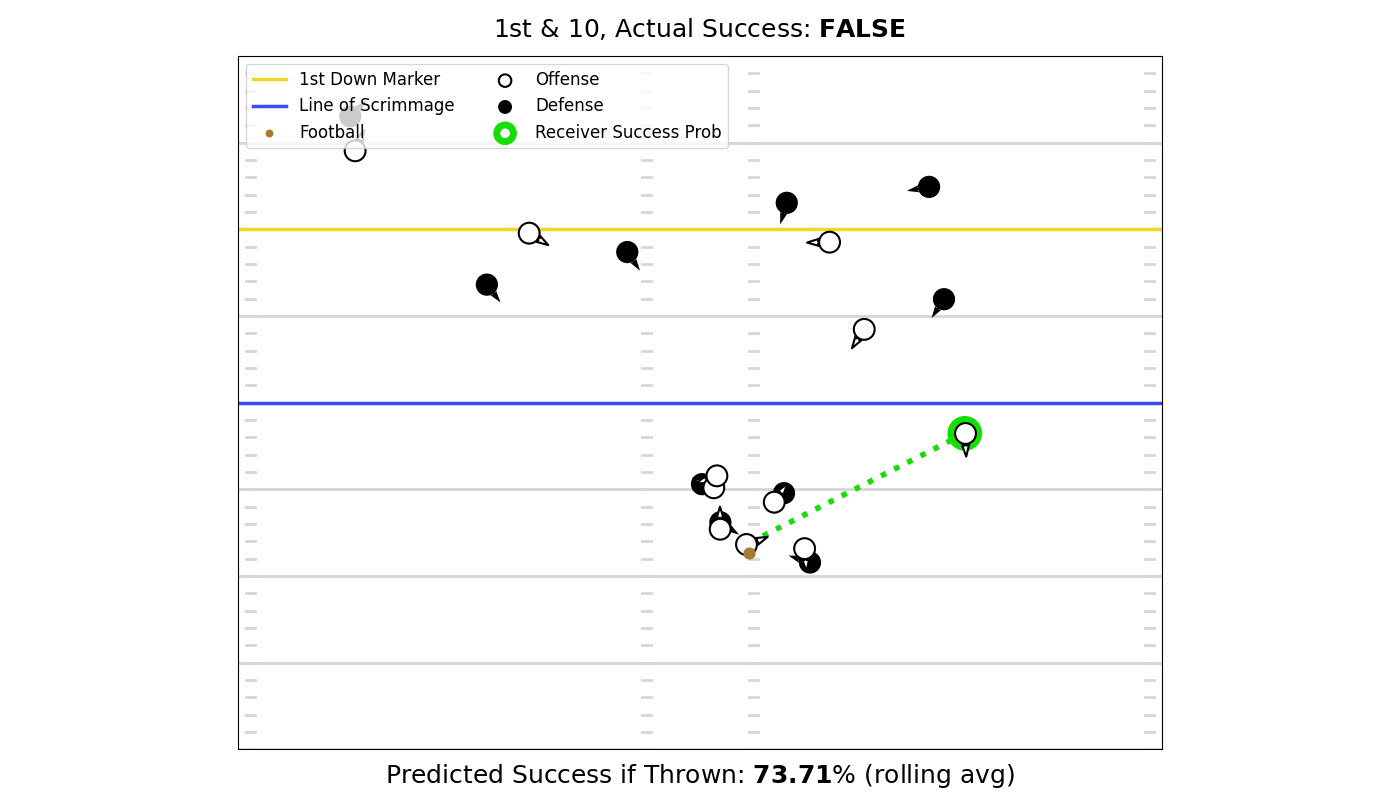 1st & 10, Actual Success: FALSE
1st Down Marker
Line of Scrimmage
Football
Offense
Defense
Receiver Success Prob
Predicted Success if Thrown: 73.71% (rolling avg)